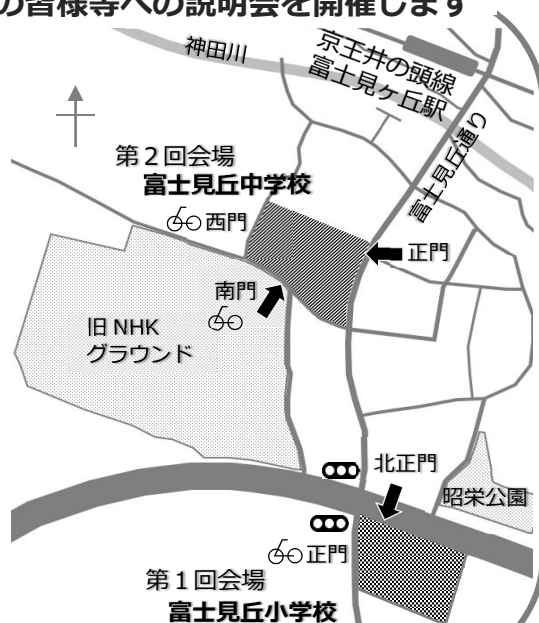 の皆様等への説明会を開催します
神田川
京王井の頭線
富士見ヶ丘駅
富士見丘通り
第２回会場
富士見丘中学校
西門
正門
南門
旧 NHK
グラウンド
北正門
昭栄公園
正門
第１回会場
富士見丘小学校